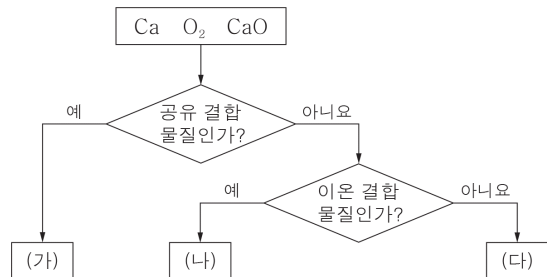 Ca O₂ CaO
예
공유 결합
물질인가?
아니요
예
이온 결합
물질인가?
아니요
(가)
(나)
(다)